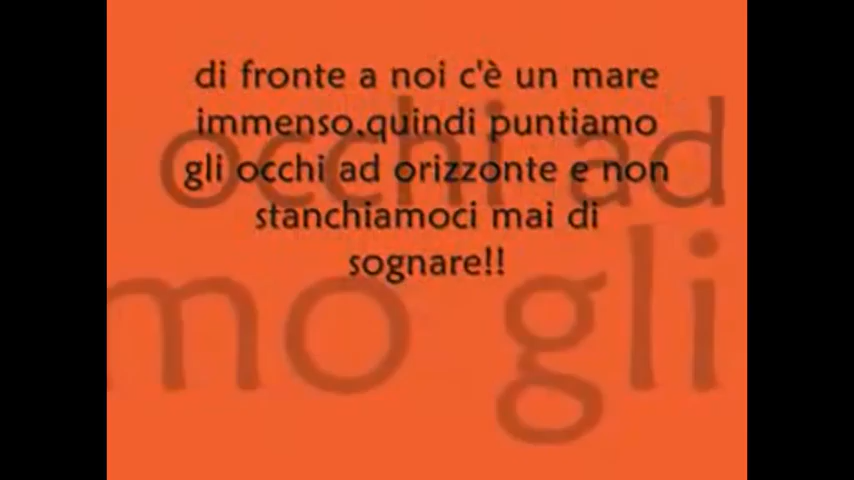 di fronte a noi c'è un mare
immenso.quindi puntiamo
gli occhi ad orizzonte e non
stanchiamoci mai di
sognare!!
occhi ad
mo gli